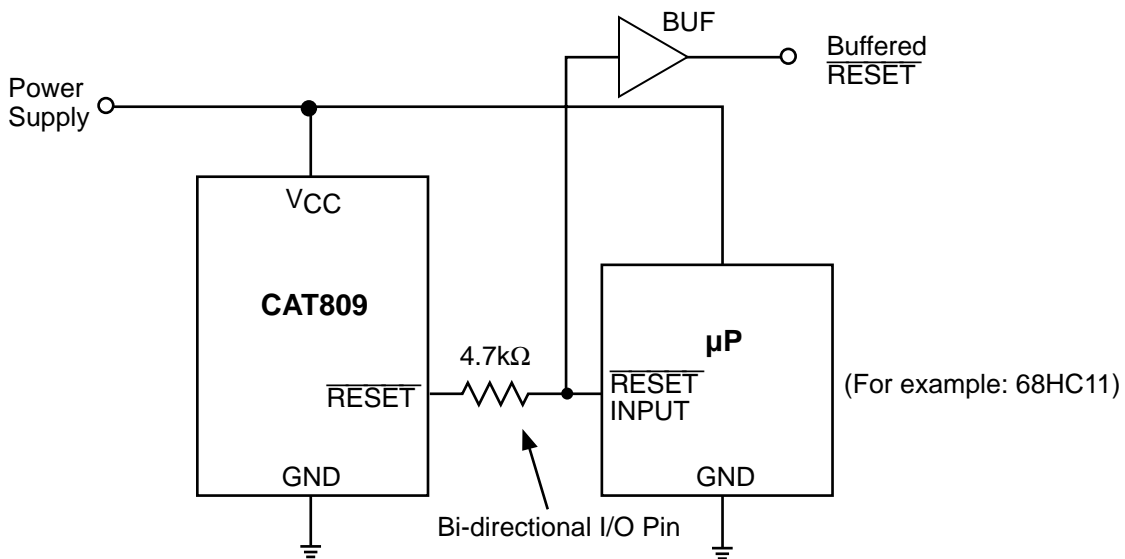 BUF
Buffered
RESET
Power
Supply
VCC
CAT809
4.7kΩ
µP
RESET
RESET
INPUT
(For example: 68HC11)
GND
GND
Bi-directional I/O Pin